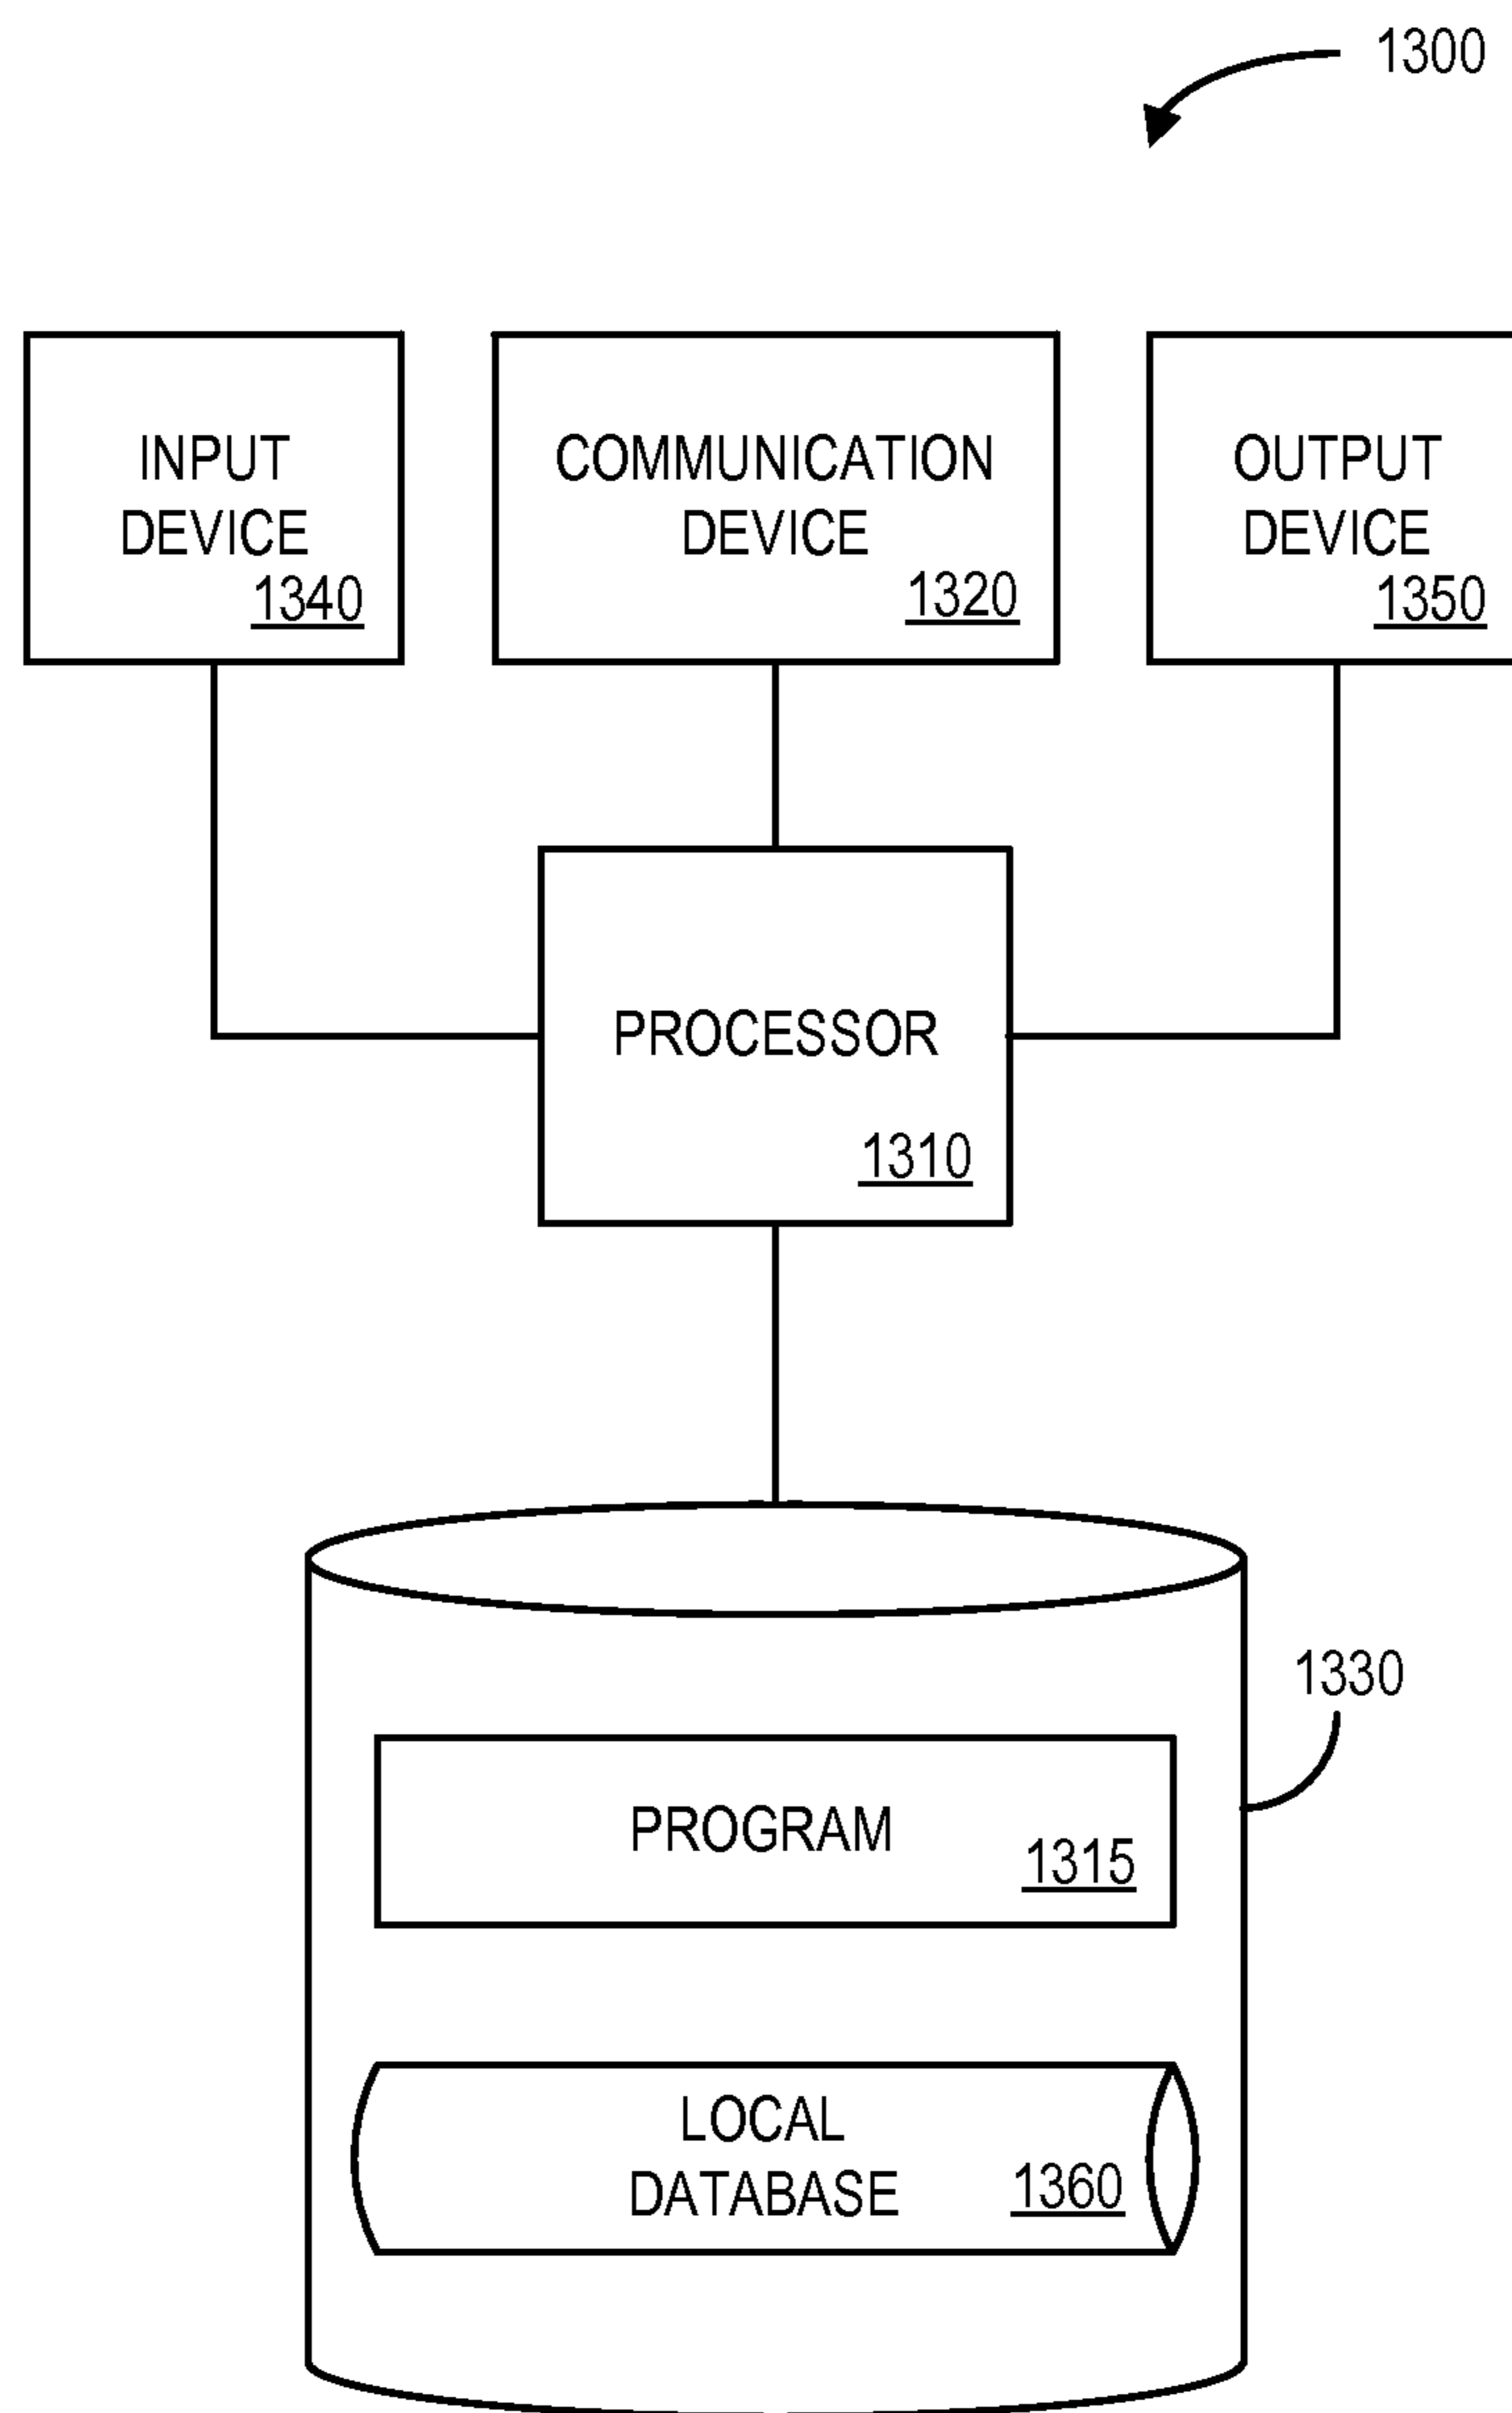 1300
INPUT
DEVICE
1340
COMMUNICATION
DEVICE
1320
OUTPUT
DEVICE
1350
PROCESSOR
1310
1330
PROGRAM
1315
LOCAL
DATABASE
1360